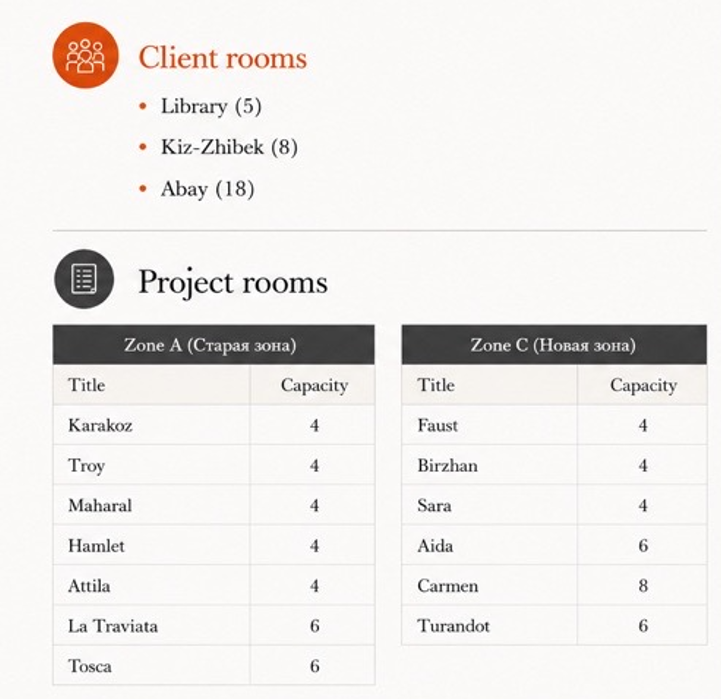 Client rooms
• Library (5)
• Kiz-Zhibek (8)
• Abay (18)
Project rooms
Zone A (Старая зона)
Title Capacity
Karakoz 4
Troy 4
Maharal 4
Hamlet 4
Attila 4
La Traviata 6
Tosca 6
Zone C (Новая зона)
Title Capacity
Faust 4
Birzhan 4
Sara 4
Aida 6
Carmen 8
Turandot 6